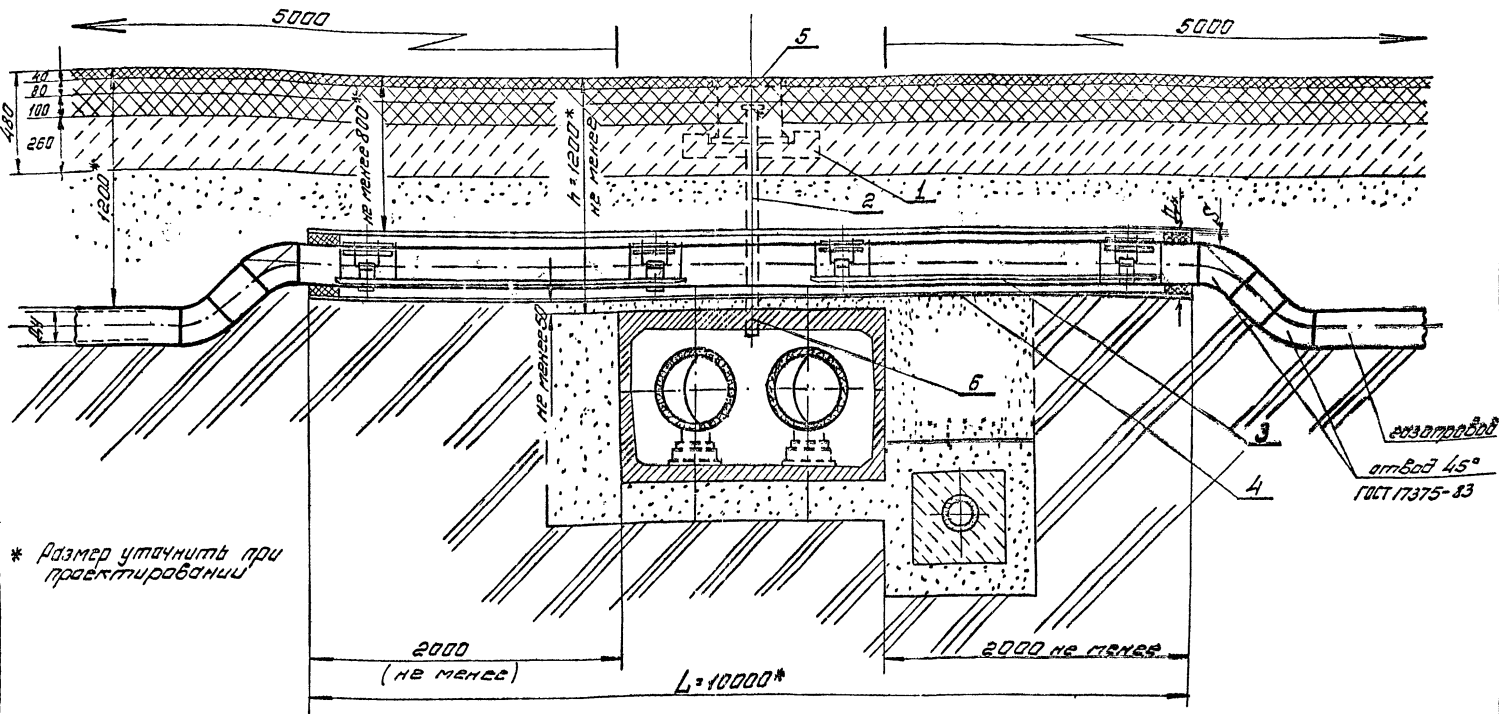 5000
5000
5
40
80
100
260
480
1200*
не менее 800*
h=1200*
не менее
1
2
S
Ду
не менее 50
6
3
4
газопровод
отвод 45°
ГОСТ 17375-83
* Размер уточнить при
проектировании
2000
(не менее)
2000 не менее
L=10000*